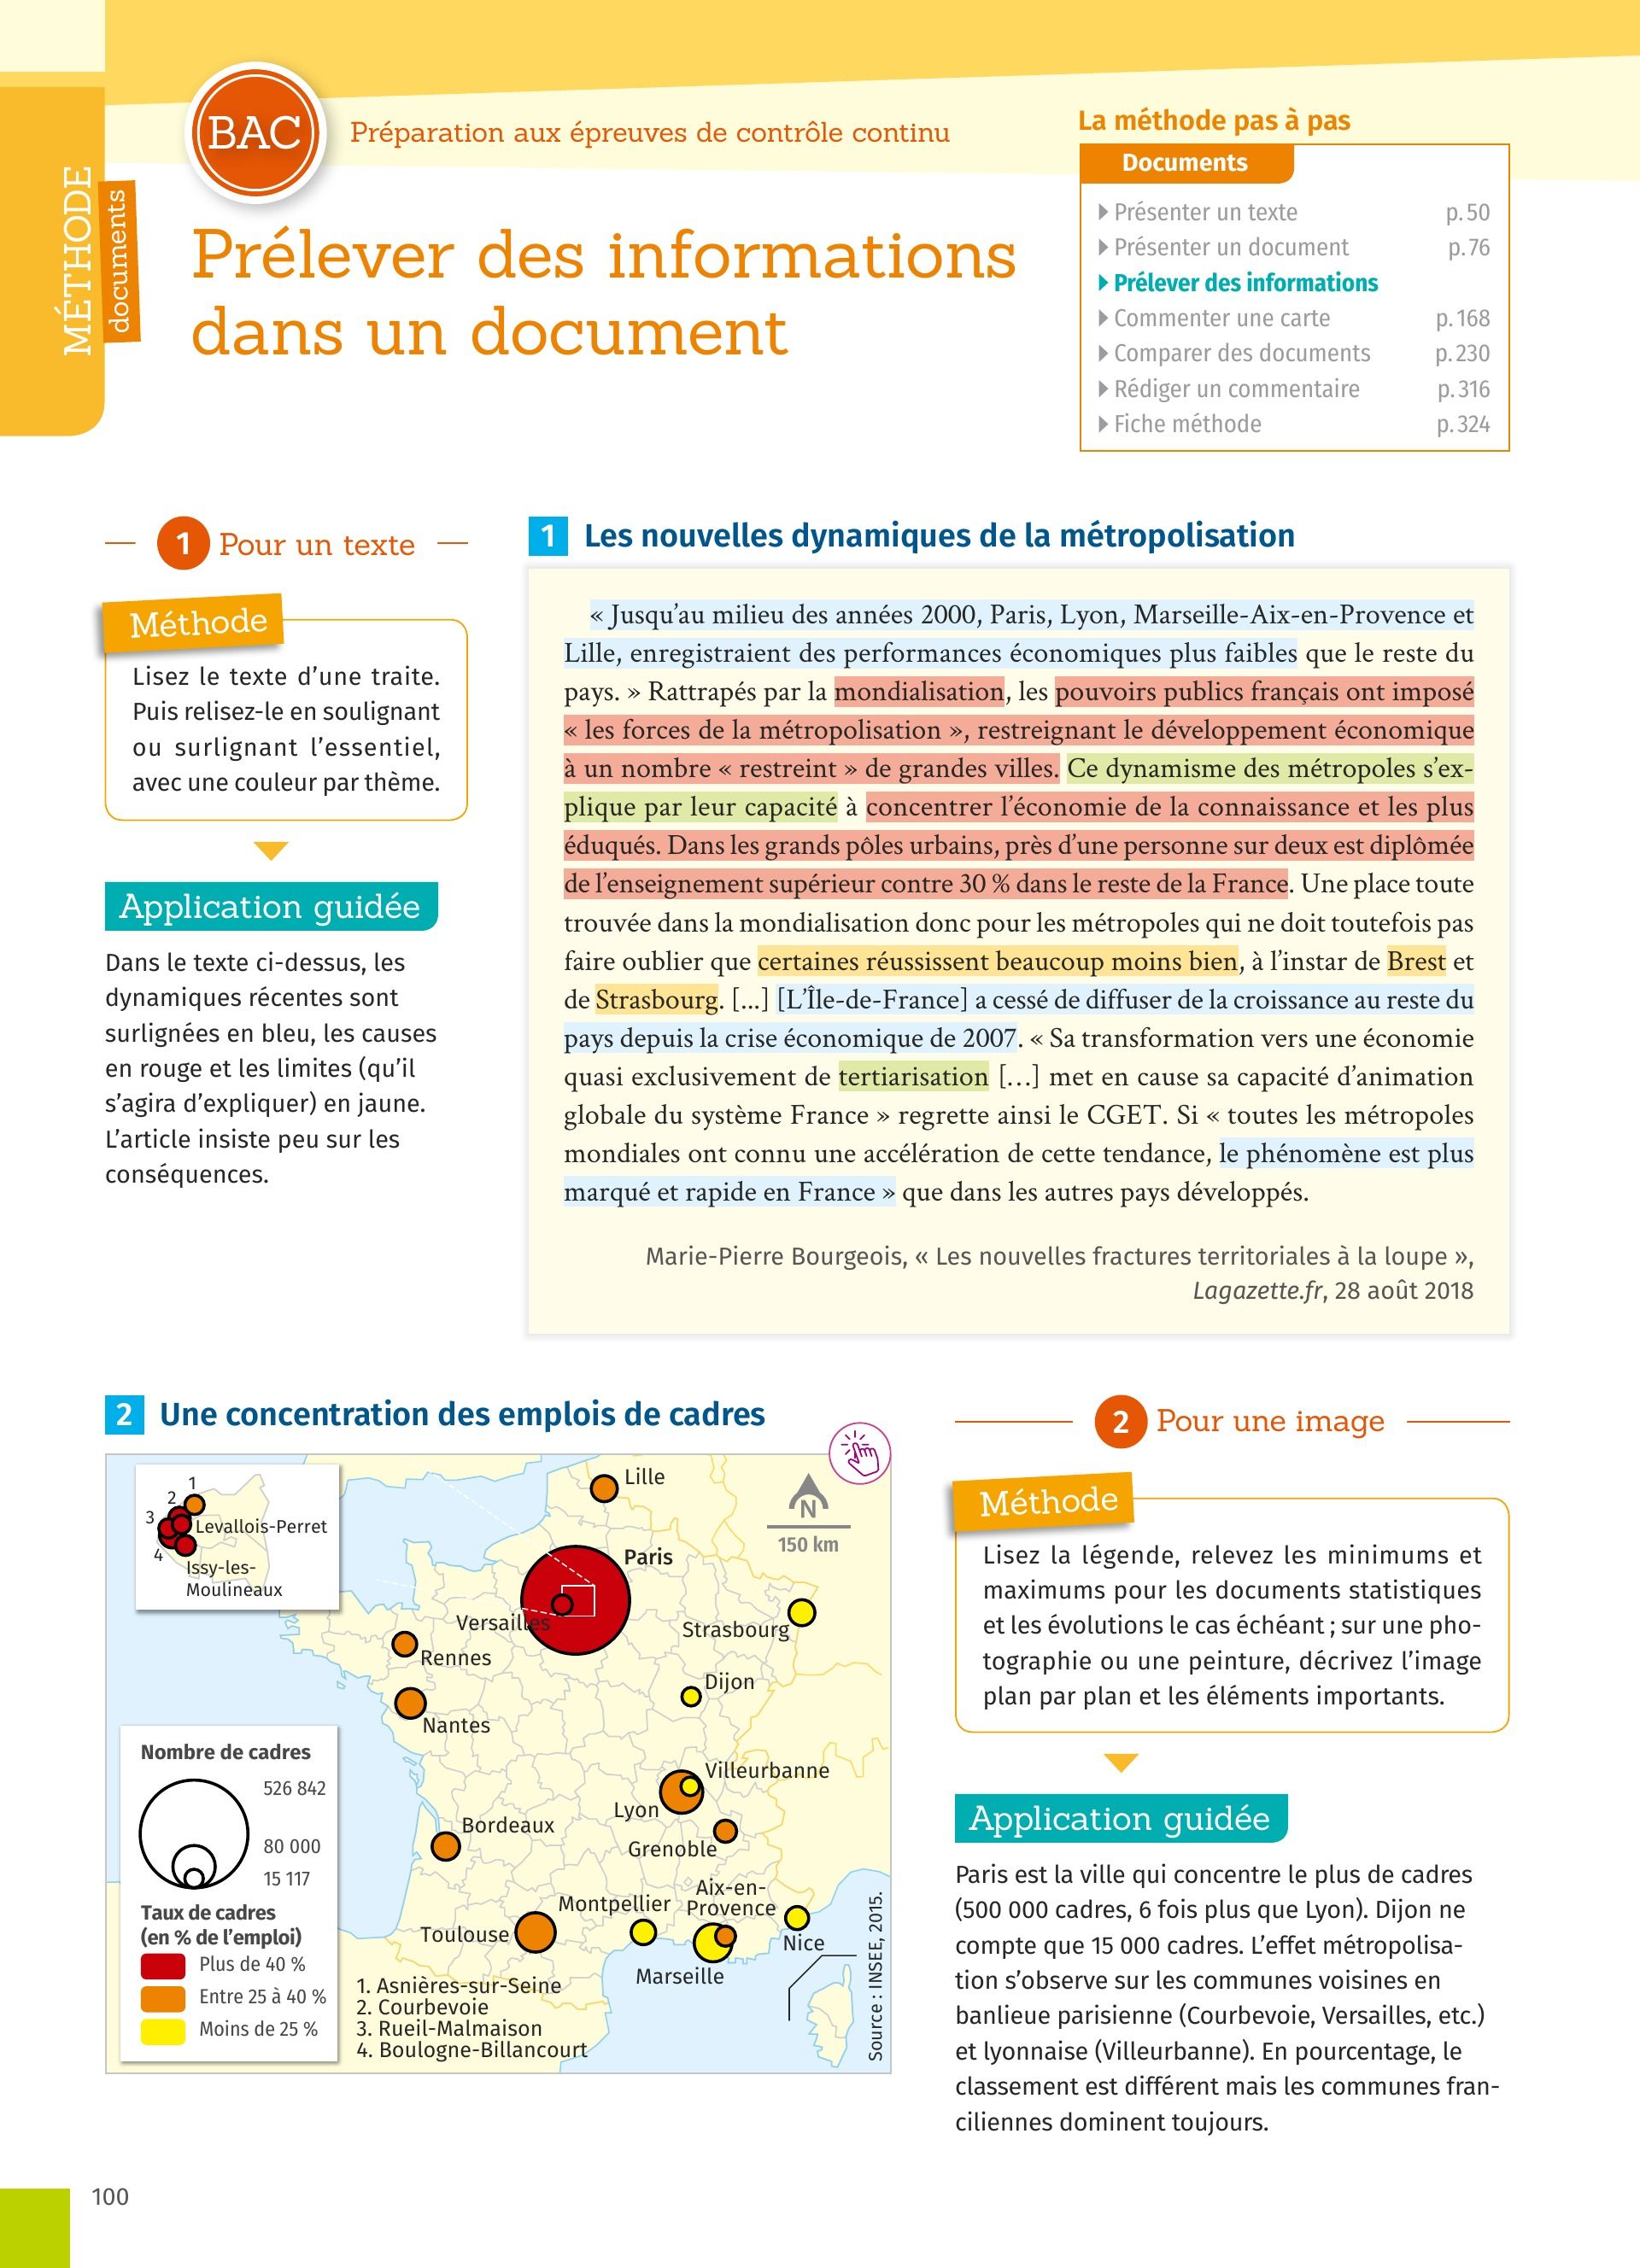 MÉTHODE
documents
BAC
Préparation aux épreuves de contrôle continu
Prélever des informations
dans un document
La méthode pas à pas
Documents
Présenter un texte p. 50
Présenter un document p. 76
Prélever des informations
Commenter une carte p. 168
Comparer des documents p. 230
Rédiger un commentaire p. 316
Fiche méthode p. 324
1 Pour un texte
Méthode
Lisez le texte d’une traite.
Puis relisez-le en soulignant
ou surlignant l’essentiel,
avec une couleur par thème.
Application guidée
Dans le texte ci-dessus, les
dynamiques récentes sont
surlignées en bleu, les causes
en rouge et les limites (qu’il
s’agira d’expliquer) en jaune.
L’article insiste peu sur les
conséquences.
1 Les nouvelles dynamiques de la métropolisation
« Jusqu’au milieu des années 2000, Paris, Lyon, Marseille-Aix-en-Provence et
Lille, enregistraient des performances économiques plus faibles que le reste du
pays. » Rattrapés par la mondialisation, les pouvoirs publics français ont imposé
« les forces de la métropolisation », restreignant le développement économique
à un nombre « restreint » de grandes villes. Ce dynamisme des métropoles s’ex-
plique par leur capacité à concentrer l’économie de la connaissance et les plus
éduqués. Dans les grands pôles urbains, près d’une personne sur deux est diplômée
de l’enseignement supérieur contre 30 % dans le reste de la France. Une place toute
trouvée dans la mondialisation donc pour les métropoles qui ne doit toutefois pas
faire oublier que certaines réussissent beaucoup moins bien, à l’instar de Brest et
de Strasbourg. [...] [L’Île-de-France] a cessé de diffuser de la croissance au reste du
pays depuis la crise économique de 2007. « Sa transformation vers une économie
quasi exclusivement de tertiarisation […] met en cause sa capacité d’animation
globale du système France » regrette ainsi le CGET. Si « toutes les métropoles
mondiales ont connu une accélération de cette tendance, le phénomène est plus
marqué et rapide en France » que dans les autres pays développés.
Marie-Pierre Bourgeois, « Les nouvelles fractures territoriales à la loupe »,
Lagazette.fr, 28 août 2018
2 Une concentration des emplois de cadres
1
2
3
4
Levallois-Perret
Issy-les-
Moulineaux
Lille
N
150 km
Paris
Versailles
Strasbourg
Rennes
Dijon
Nantes
Villeurbanne
Lyon
Bordeaux
Grenoble
Aix-en-
Provence
Montpellier
Toulouse
Nice
Marseille
Nombre de cadres
526 842
80 000
15 117
Taux de cadres
(en % de l’emploi)
Plus de 40 %
Entre 25 à 40 %
Moins de 25 %
1. Asnières-sur-Seine
2. Courbevoie
3. Rueil-Malmaison
4. Boulogne-Billancourt
Source : INSEE, 2015.
2 Pour une image
Méthode
Lisez la légende, relevez les minimums et
maximums pour les documents statistiques
et les évolutions le cas échéant ; sur une pho-
tographie ou une peinture, décrivez l’image
plan par plan et les éléments importants.
Application guidée
Paris est la ville qui concentre le plus de cadres
(500 000 cadres, 6 fois plus que Lyon). Dijon ne
compte que 15 000 cadres. L’effet métropolisa-
tion s’observe sur les communes voisines en
banlieue parisienne (Courbevoie, Versailles, etc.)
et lyonnaise (Villeurbanne). En pourcentage, le
classement est différent mais les communes fran-
ciliennes dominent toujours.
100